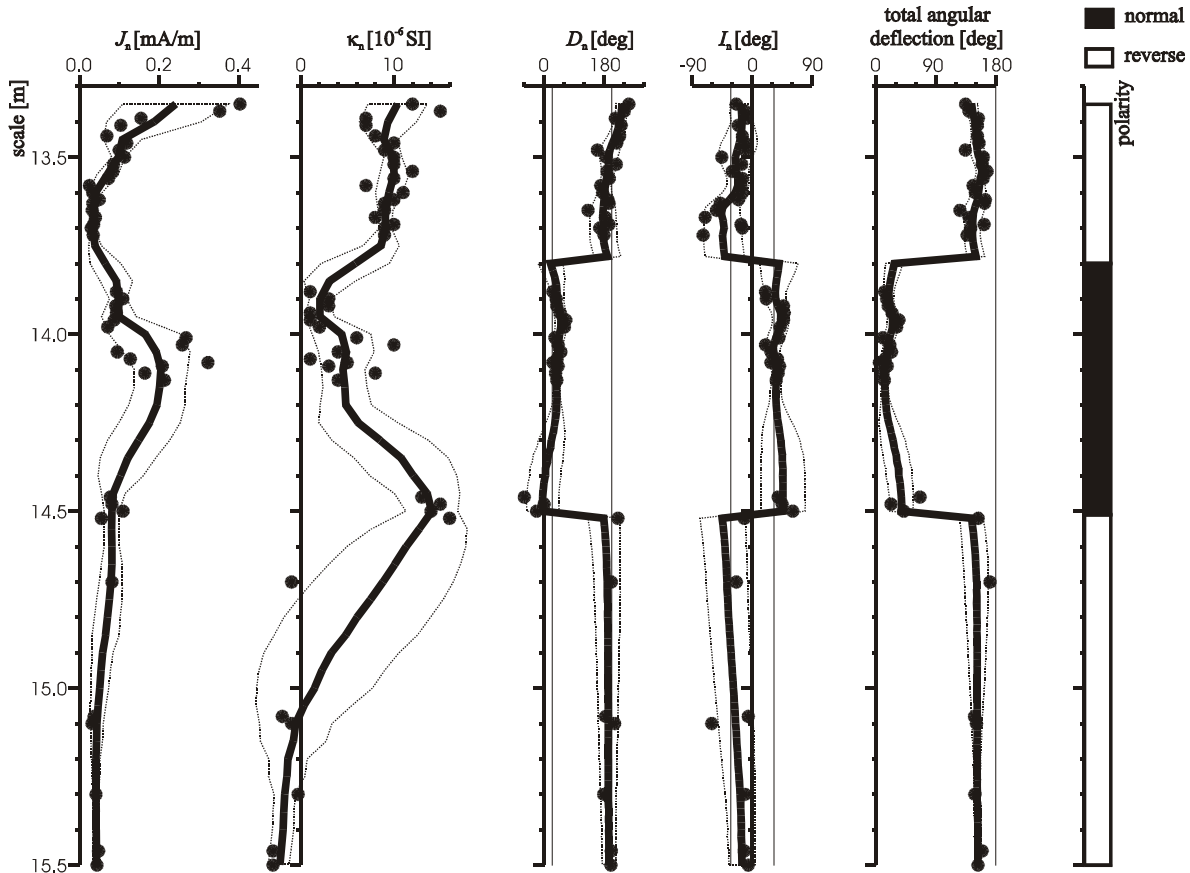 total angular
normal
Jn [mA/m]
κn [10⁻⁶ SI]
Dn [deg]
In [deg]
deflection [deg]
reverse
0.0
0.2
0.4
0
10
0
180
-90
0
90
0
90
180
scale [m]
polarity
13.5
14.0
14.5
15.0
15.5